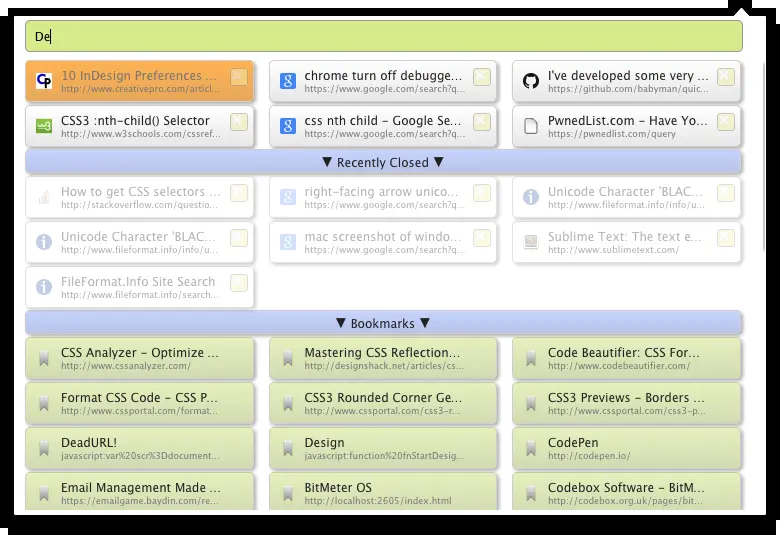 De
10 InDesign Preferences ...
http://www.creativepro.com/articl...
chrome turn off debugge...
https://www.google.com/search?q...
I've developed some very ...
https://github.com/babyman/quic...
CSS3 :nth-child() Selector
http://www.w3schools.com/cssref...
css nth child - Google Se...
https://www.google.com/search?q...
PwnedList.com - Have Yo...
https://pwnedlist.com/query
▼ Recently Closed ▼
How to get CSS selectors ...
http://stackoverflow.com/questio...
right-facing arrow unico...
https://www.google.com/search?q...
Unicode Character 'BLAC...
http://www.fileformat.info/info/u...
Unicode Character 'BLAC...
http://www.fileformat.info/info/u...
mac screenshot of windo...
https://www.google.com/search?q...
Sublime Text: The text e...
http://www.sublimetext.com/
FileFormat.Info Site Search
http://www.fileformat.info/search...
▼ Bookmarks ▼
CSS Analyzer - Optimize ...
http://www.cssanalyzer.com/
Mastering CSS Reflection...
http://designshack.net/articles/cs...
Code Beautifier: CSS For...
http://www.codebeautifier.com/
Format CSS Code - CSS P...
http://www.cssportal.com/format...
CSS3 Rounded Corner Ge...
http://www.cssportal.com/css3-r...
CSS3 Previews - Borders ...
http://www.cssportal.com/css3-p...
DeadURL!
javascript:var%20scr%3Ddocument...
Design
javascript:function%20fnStartDesig...
CodePen
http://codepen.io/
Email Management Made ...
https://emailgame.baydin.com/re...
BitMeter OS
http://localhost:2605/index.html
Codebox Software - BitM...
http://codebox.org.uk/pages/bit...